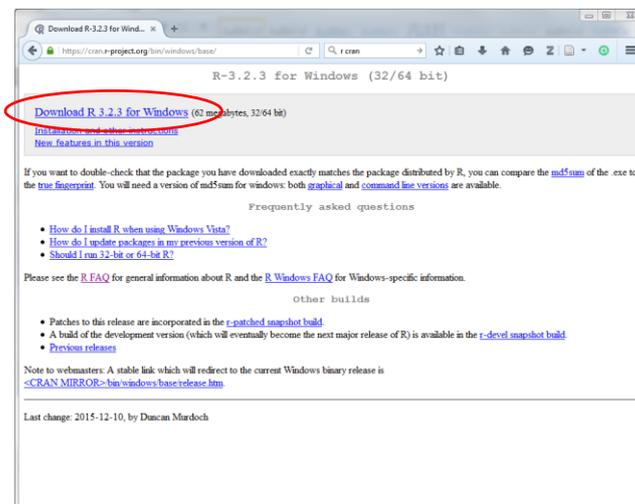 Download R-3.2.3 for Wind... × +
https://cran.r-project.org/bin/windows/base/ r cran
R-3.2.3 for Windows (32/64 bit)
Download R 3.2.3 for Windows (62 megabytes, 32/64 bit)
Installation and other instructions
New features in this version
If you want to double-check that the package you have downloaded exactly matches the package distributed by R, you can compare the md5sum of the .exe to
the true fingerprint. You will need a version of md5sum for windows: both graphical and command line versions are available.
Frequently asked questions
• How do I install R when using Windows Vista?
• How do I update packages in my previous version of R?
• Should I run 32-bit or 64-bit R?
Please see the R FAQ for general information about R and the R Windows FAQ for Windows-specific information.
Other builds
• Patches to this release are incorporated in the r-patched snapshot build.
• A build of the development version (which will eventually become the next major release of R) is available in the r-devel snapshot build.
• Previous releases
Note to webmasters: A stable link which will redirect to the current Windows binary release is
<CRAN MIRROR>/bin/windows/base/release.htm.
Last change: 2015-12-10, by Duncan Murdoch